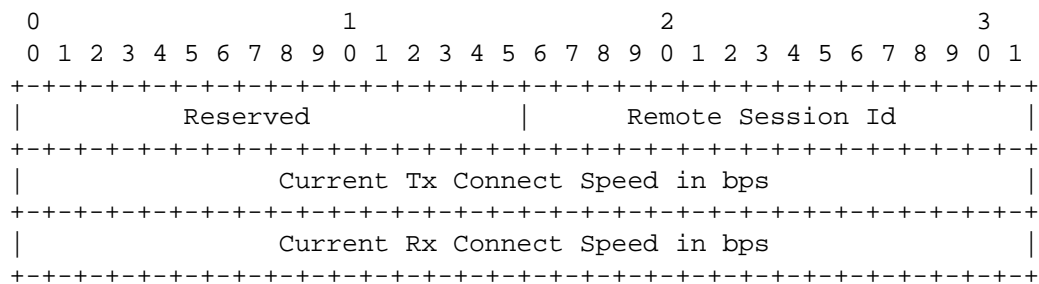 0                   1                   2                   3
 0 1 2 3 4 5 6 7 8 9 0 1 2 3 4 5 6 7 8 9 0 1 2 3 4 5 6 7 8 9 0 1
+-+-+-+-+-+-+-+-+-+-+-+-+-+-+-+-+-+-+-+-+-+-+-+-+-+-+-+-+-+-+-+-+
|           Reserved            |       Remote Session Id       |
+-+-+-+-+-+-+-+-+-+-+-+-+-+-+-+-+-+-+-+-+-+-+-+-+-+-+-+-+-+-+-+-+
|                Current Tx Connect Speed in bps                |
+-+-+-+-+-+-+-+-+-+-+-+-+-+-+-+-+-+-+-+-+-+-+-+-+-+-+-+-+-+-+-+-+
|                Current Rx Connect Speed in bps                |
+-+-+-+-+-+-+-+-+-+-+-+-+-+-+-+-+-+-+-+-+-+-+-+-+-+-+-+-+-+-+-+-+